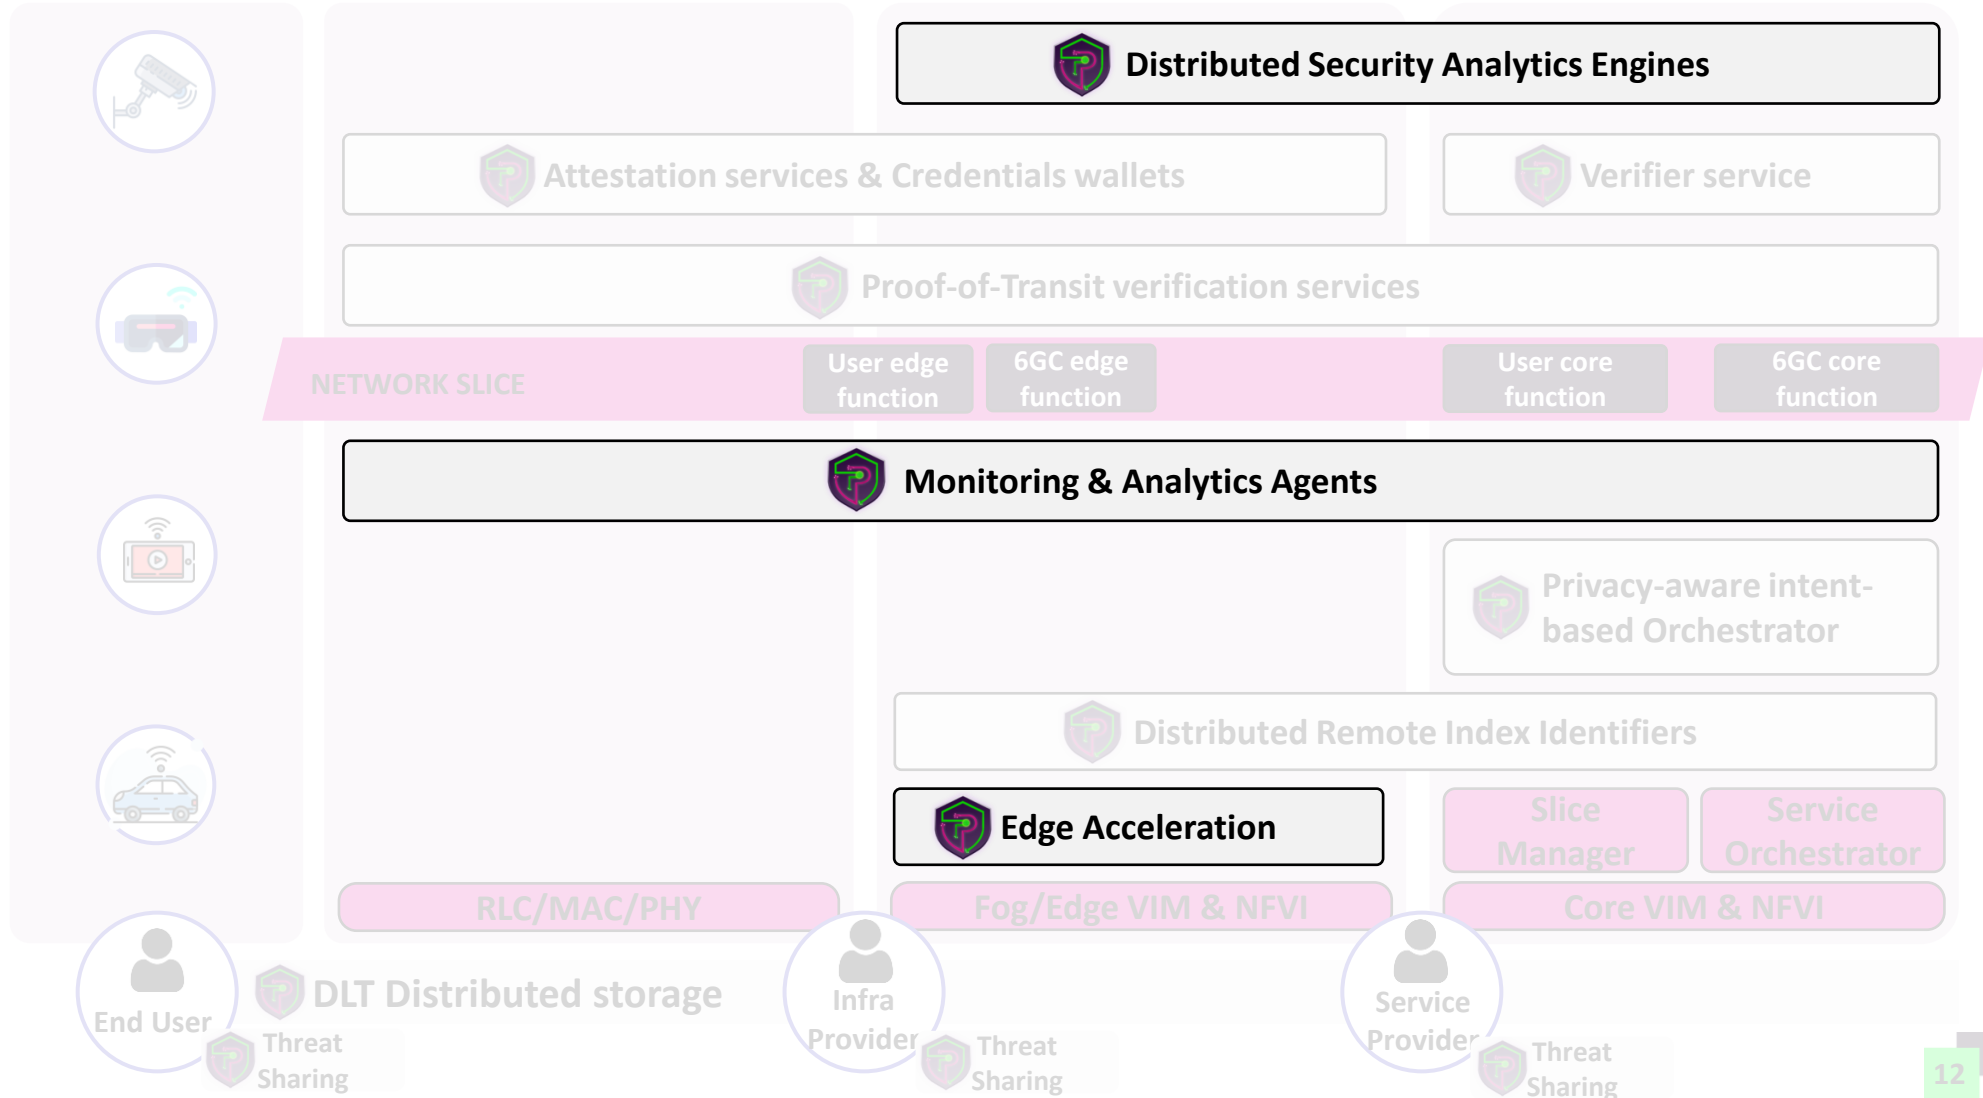 Distributed Security Analytics Engines
Attestation services & Credentials wallets
Verifier service
Proof-of-Transit verification services
NETWORK SLICE
User edge
function
6GC edge
function
User core
function
6GC core
function
Monitoring & Analytics Agents
Privacy-aware intent-
based Orchestrator
Distributed Remote Index Identifiers
Edge Acceleration
Slice
Manager
Service
Orchestrator
RLC/MAC/PHY
Fog/Edge VIM & NFVI
Core VIM & NFVI
End User
DLT Distributed storage
Infra
Provider
Service
Provider
Threat
Sharing
Threat
Sharing
Threat
Sharing
12